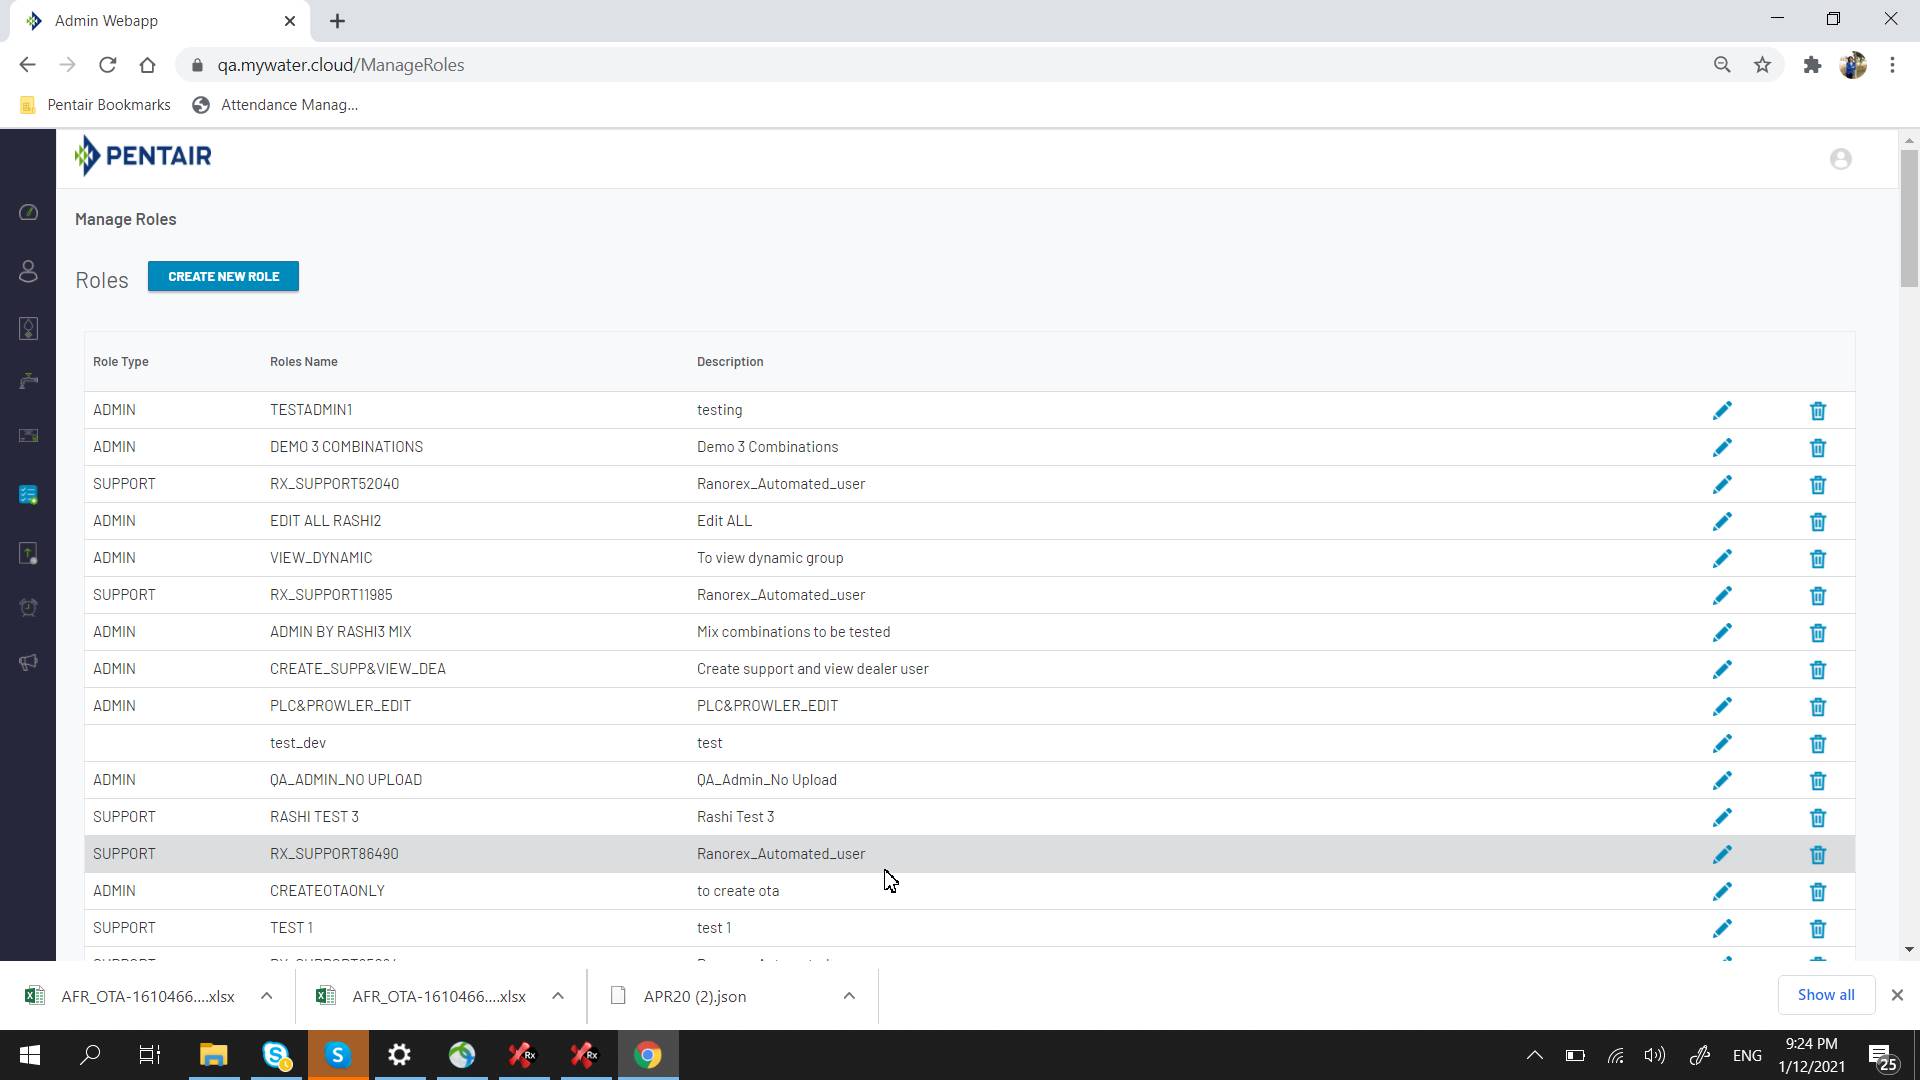 Admin Webapp
qa.mywater.cloud/ManageRoles
Pentair Bookmarks Attendance Manag...
PENTAIR
Manage Roles
Roles CREATE NEW ROLE
Role Type Roles Name Description
ADMIN TESTADMIN1 testing
ADMIN DEMO 3 COMBINATIONS Demo 3 Combinations
SUPPORT RX_SUPPORT52040 Ranorex_Automated_user
ADMIN EDIT ALL RASHI2 Edit ALL
ADMIN VIEW_DYNAMIC To view dynamic group
SUPPORT RX_SUPPORT11985 Ranorex_Automated_user
ADMIN ADMIN BY RASHI3 MIX Mix combinations to be tested
ADMIN CREATE_SUPP&VIEW_DEA Create support and view dealer user
ADMIN PLC&PROWLER_EDIT PLC&PROWLER_EDIT
test_dev test
ADMIN QA_ADMIN_NO UPLOAD QA_Admin_No Upload
SUPPORT RASHI TEST 3 Rashi Test 3
SUPPORT RX_SUPPORT86490 Ranorex_Automated_user
ADMIN CREATEOTAONLY to create ota
SUPPORT TEST 1 test 1
AFR_OTA-1610466....xlsx AFR_OTA-1610466....xlsx APR20 (2).json Show all
ENG 9:24 PM
1/12/2021 25